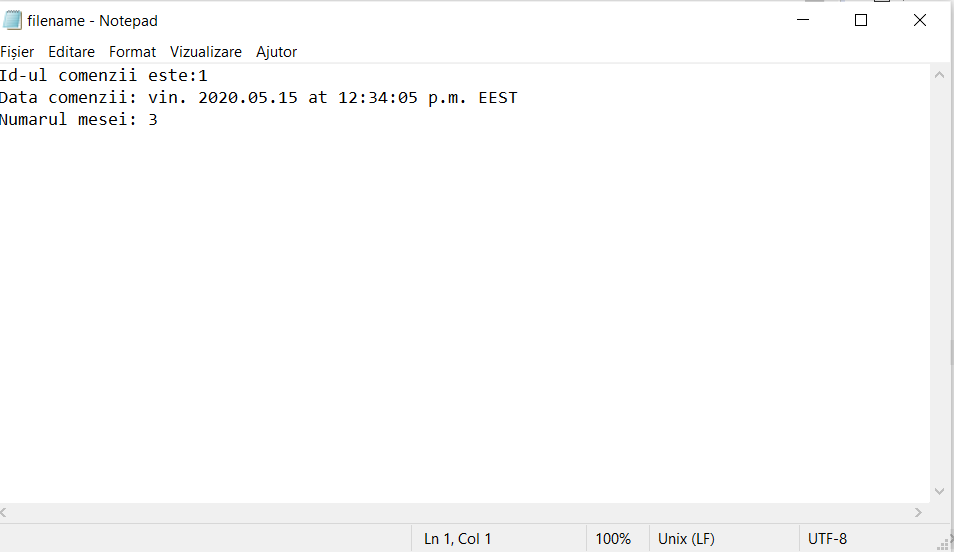 filename - Notepad
Fișier Editare Format Vizualizare Ajutor
Id-ul comenzii este:1
Data comenzii: vin. 2020.05.15 at 12:34:05 p.m. EEST
Numarul mesei: 3
Ln 1, Col 1 100% Unix (LF) UTF-8